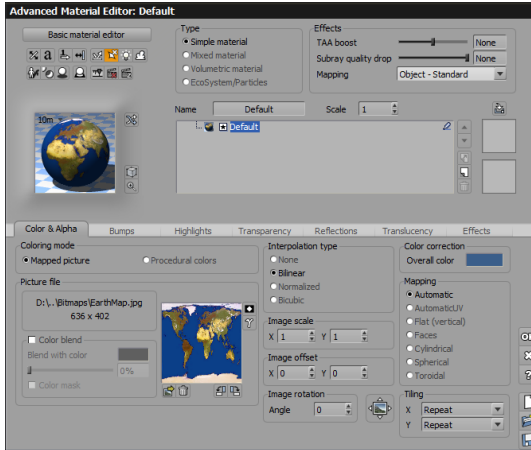 Advanced Material Editor: Default
Basic material editor
Type
Simple material
Mixed material
Volumetric material
EcoSystem/Particles
Effects
TAA boost None
Subray quality drop None
Mapping Object - Standard
10m
Name Default Scale 1
Default
Color & Alpha Bumps Highlights Transparency Reflections Translucency Effects
Coloring mode
Mapped picture Procedural colors
Picture file
D:\..\Bitmaps\EarthMap.jpg
636 x 402
Color blend
Blend with color
0%
Color mask
Interpolation type
None
Bilinear
Normalized
Bicubic
Image scale
X 1 Y 1
Image offset
X 0 Y 0
Image rotation
Angle 0
Color correction
Overall color
Mapping
Automatic
AutomaticUV
Flat (vertical)
Faces
Cylindrical
Spherical
Toroidal
Tiling
X Repeat
Y Repeat